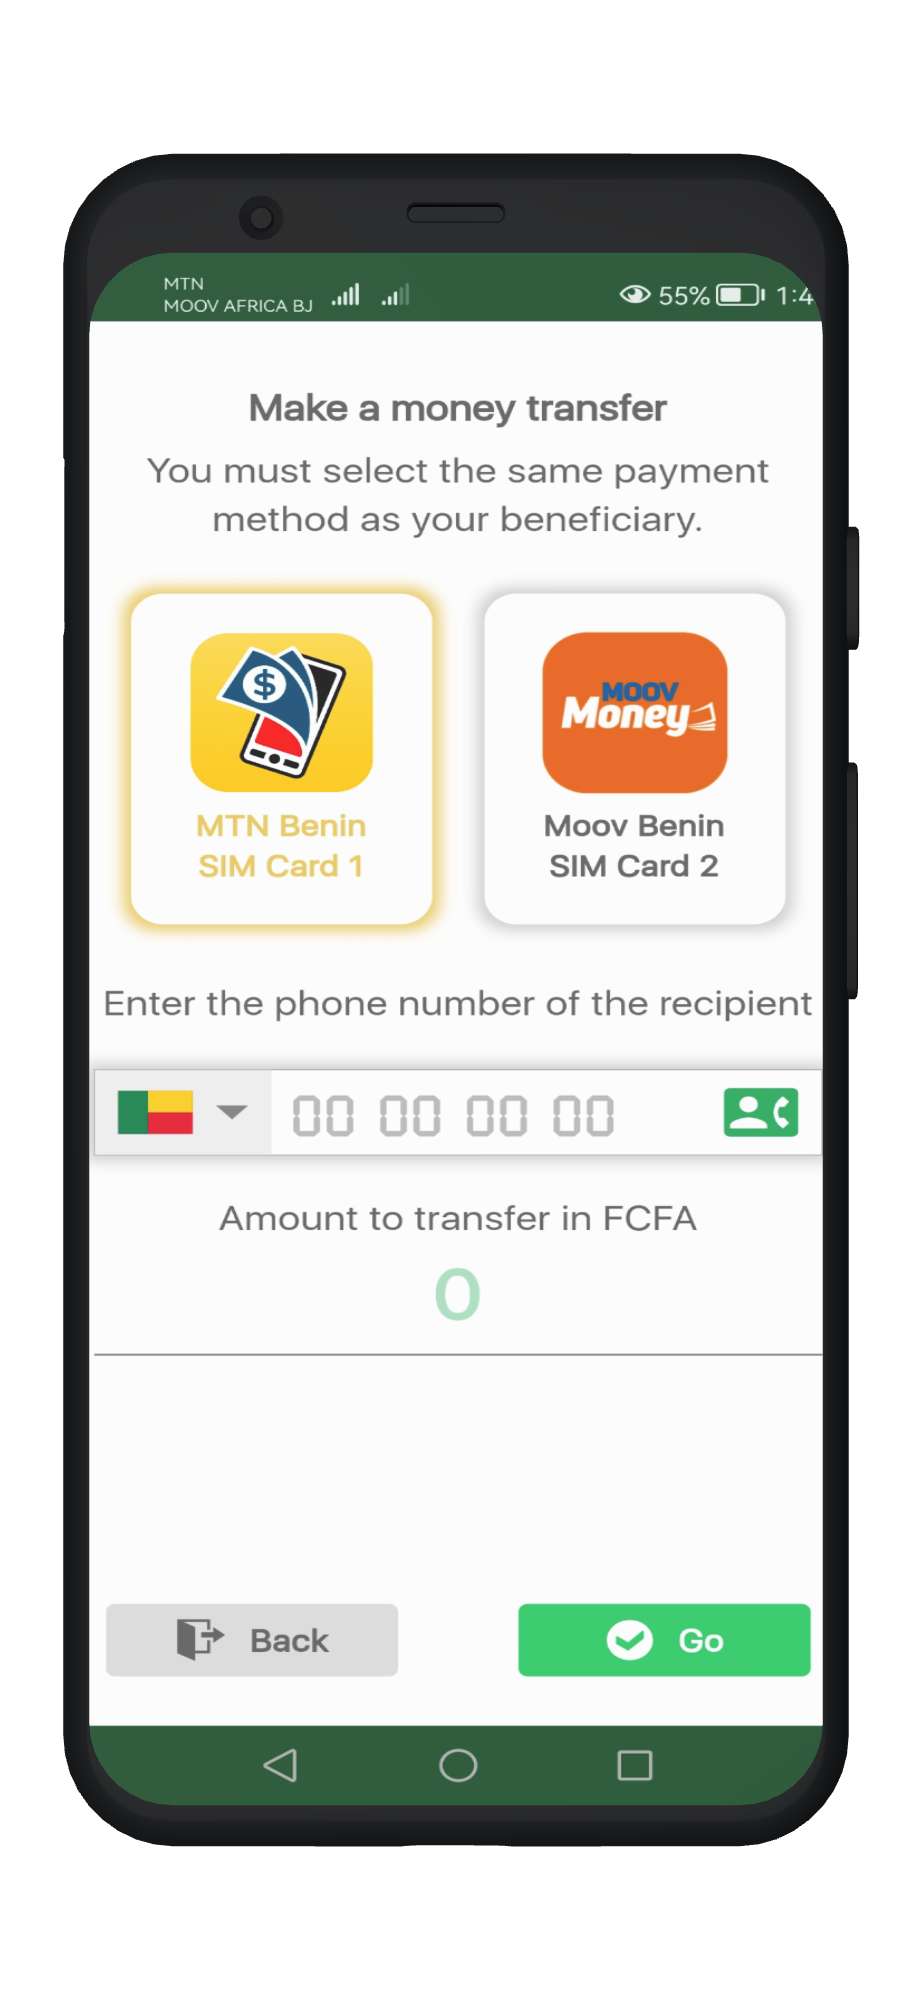 MTN
MOOV AFRICA BJ
55%
1:4
Make a money transfer
You must select the same payment
method as your beneficiary.
$
MOOV
Money
MTN Benin
SIM Card 1
Moov Benin
SIM Card 2
Enter the phone number of the recipient
00 00 00 00
Amount to transfer in FCFA
0
Back
Go